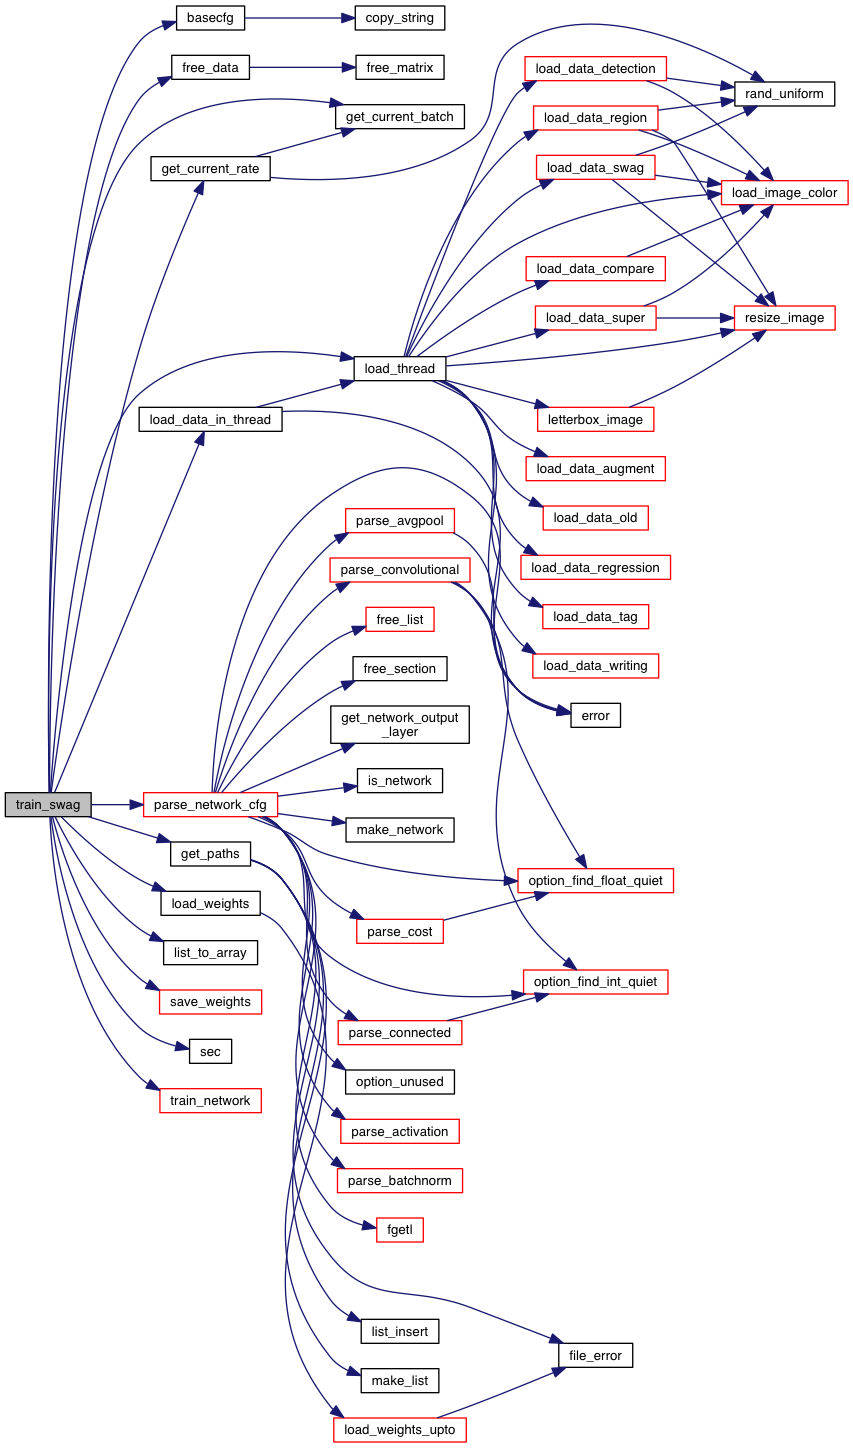 train_swag
basecfg
free_data
get_current_rate
load_data_in_thread
parse_network_cfg
get_paths
load_weights
list_to_array
save_weights
sec
train_network
copy_string
free_matrix
get_current_batch
load_thread
parse_avgpool
parse_convolutional
free_list
free_section
get_network_output
_layer
is_network
make_network
parse_cost
parse_connected
option_unused
parse_activation
parse_batchnorm
fgetl
list_insert
make_list
load_weights_upto
load_data_detection
load_data_region
load_data_swag
load_data_compare
load_data_super
letterbox_image
load_data_augment
load_data_old
load_data_regression
load_data_tag
load_data_writing
error
option_find_float_quiet
option_find_int_quiet
file_error
rand_uniform
load_image_color
resize_image